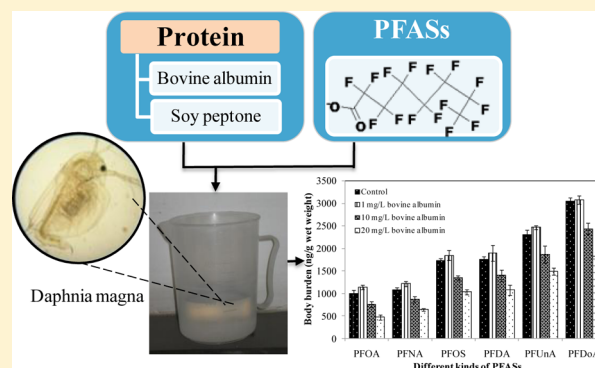 Protein
Bovine albumin
Soy peptone
PFASs
F F F F F F F F F F F F F F F
⁻O
O
Daphnia magna
Body burden (ng/g wet weight)
3500
3000
2500
2000
1500
1000
500
0
Control
1 mg/L bovine albumin
10 mg/L bovine albumin
20 mg/L bovine albumin
PFOA PFNA PFOS PFDA PFUnA PFDoA
Different kinds of PFASs